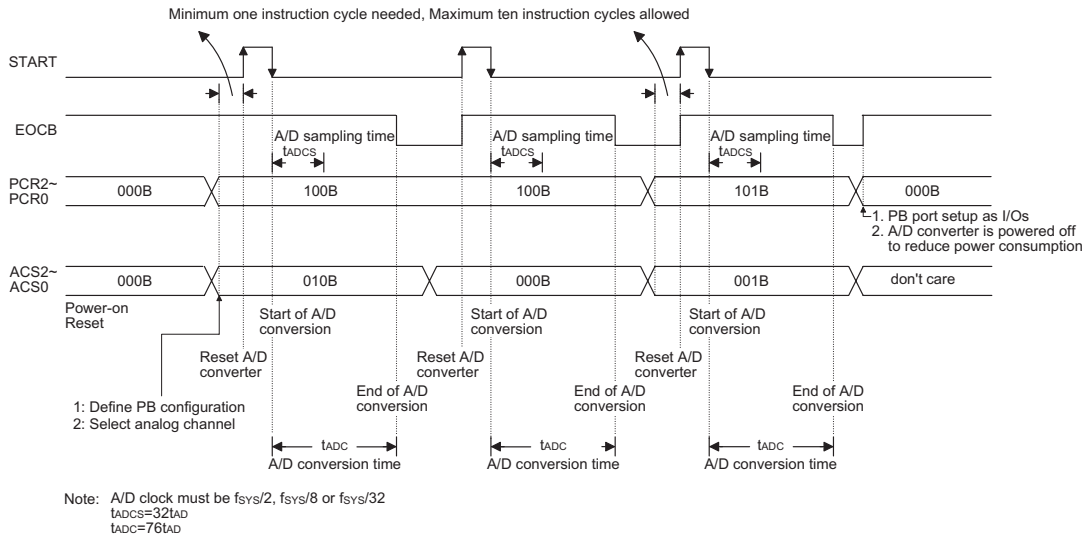 Minimum one instruction cycle needed, Maximum ten instruction cycles allowed
START
EOCB
A/D sampling time
tADCS
A/D sampling time
tADCS
A/D sampling time
tADCS
PCR2~
PCR0
000B
100B
100B
101B
000B
1. PB port setup as I/Os
2. A/D converter is powered off
to reduce power consumption
ACS2~
ACS0
000B
010B
000B
001B
don't care
Power-on
Reset
Start of A/D
conversion
Start of A/D
conversion
Start of A/D
conversion
Reset A/D
converter
Reset A/D
converter
Reset A/D
converter
End of A/D
conversion
End of A/D
conversion
End of A/D
conversion
1: Define PB configuration
2: Select analog channel
tADC
A/D conversion time
tADC
A/D conversion time
tADC
A/D conversion time
Note: A/D clock must be fSYS/2, fSYS/8 or fSYS/32
tADCS=32tAD
tADC=76tAD